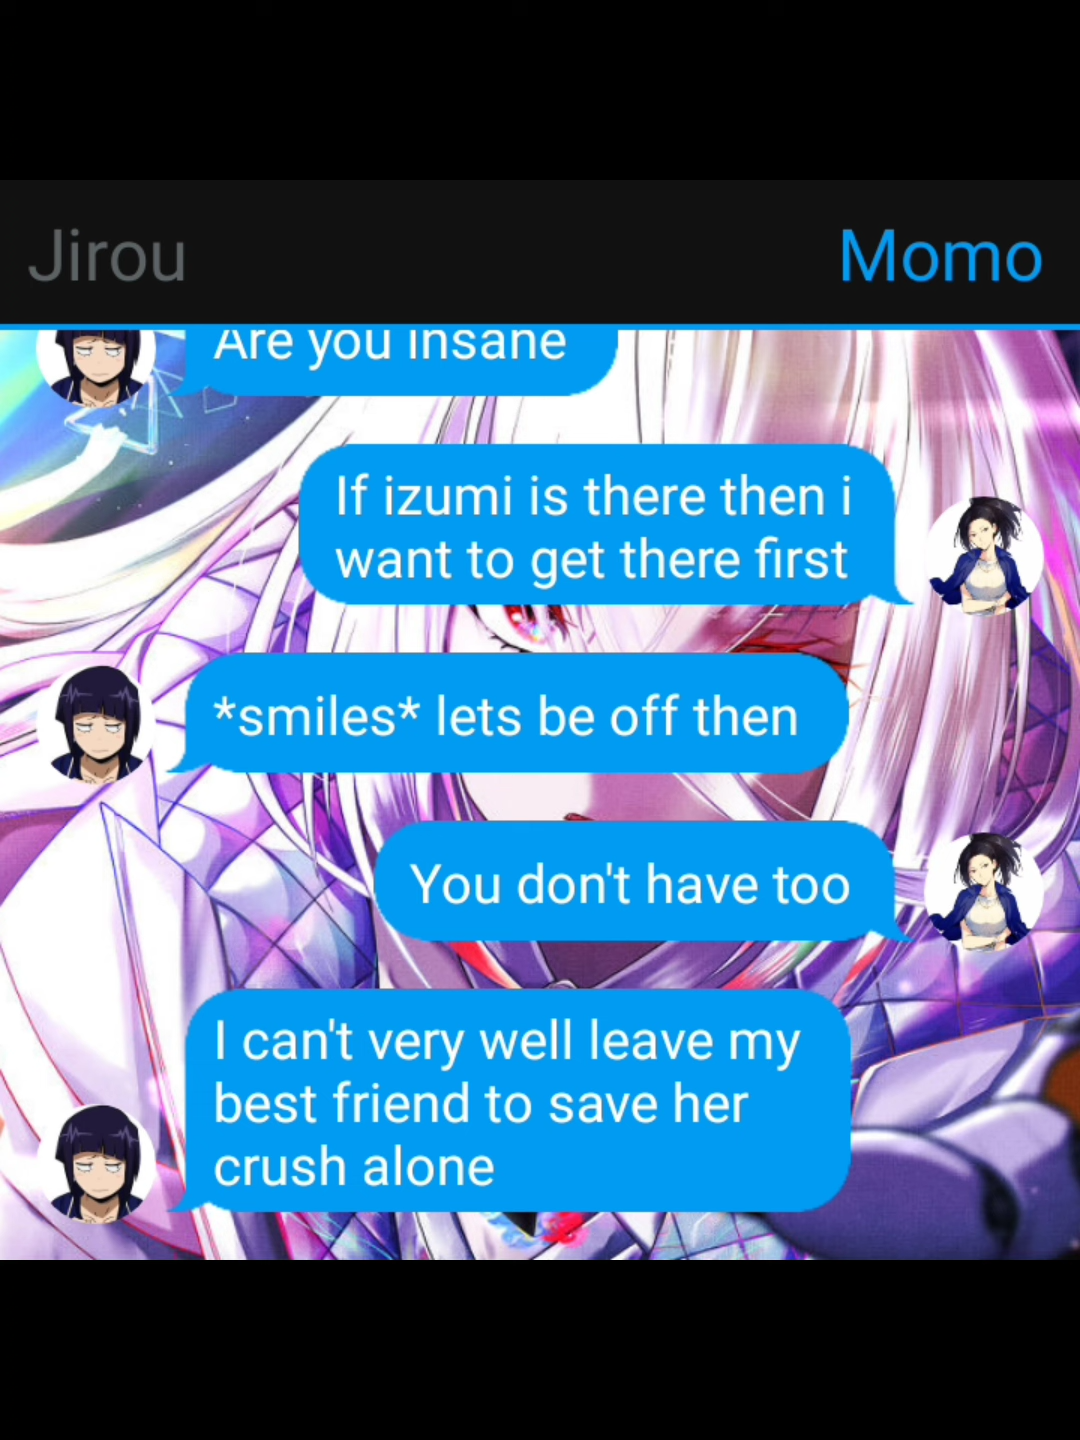 Jirou
Momo
Are you insane
If izumi is there then i
want to get there first
*smiles* lets be off then
You don't have too
I can't very well leave my
best friend to save her
crush alone